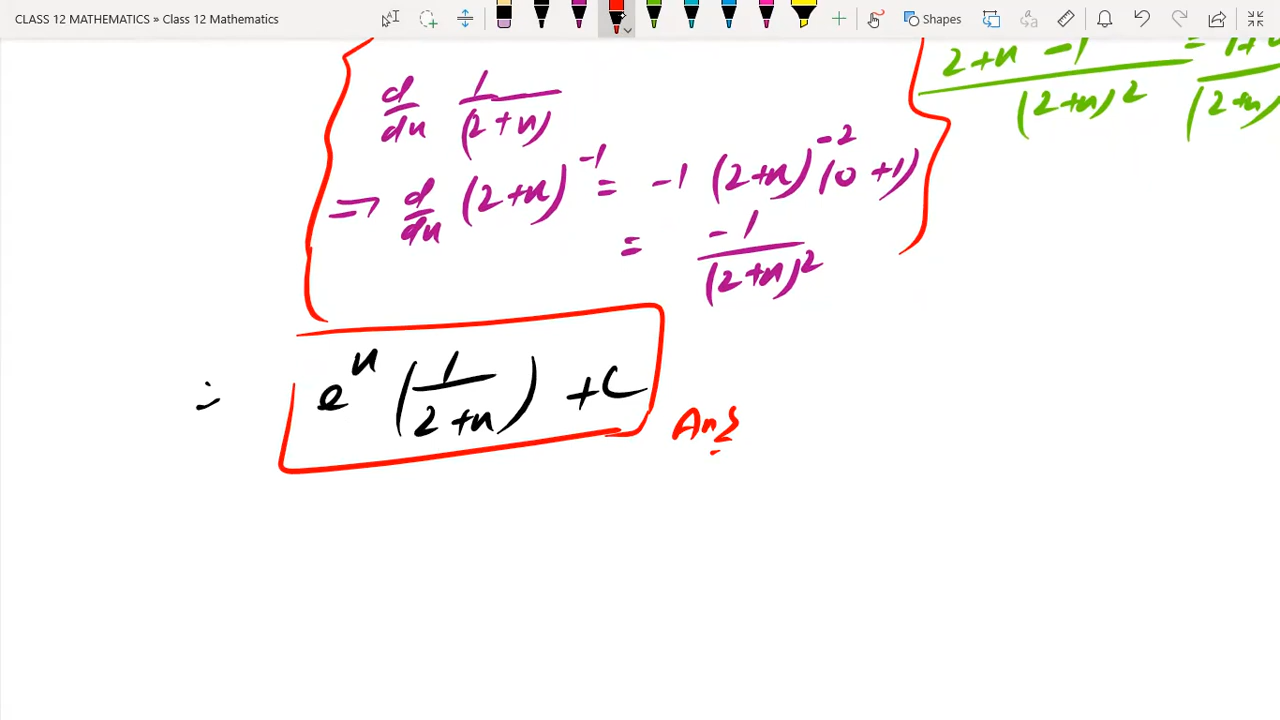 CLASS 12 MATHEMATICS » Class 12 Mathematics
Shapes
d/dx 1/(2+x)
⇒ d/dx (2+x)^-1 = -1 (2+x)^-2 (0+1)
= -1/(2+x)^2
(2+x-1)/(2+x)^2 =
= e^x (1/(2+x)) + C
Ans